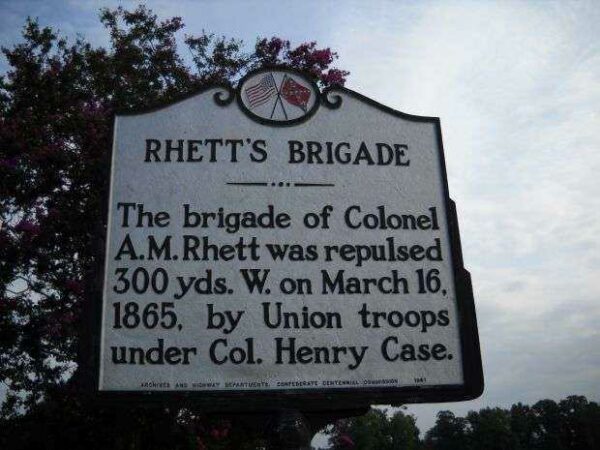 RHETT'S BRIGADE
The brigade of Colonel
A.M. Rhett was repulsed
300 yds. W. on March 16,
1865, by Union troops
under Col. Henry Case.
ARCHIVES AND HIGHWAY DEPARTMENTS, CONFEDERATE CENTENNIAL COMMISSION 1961